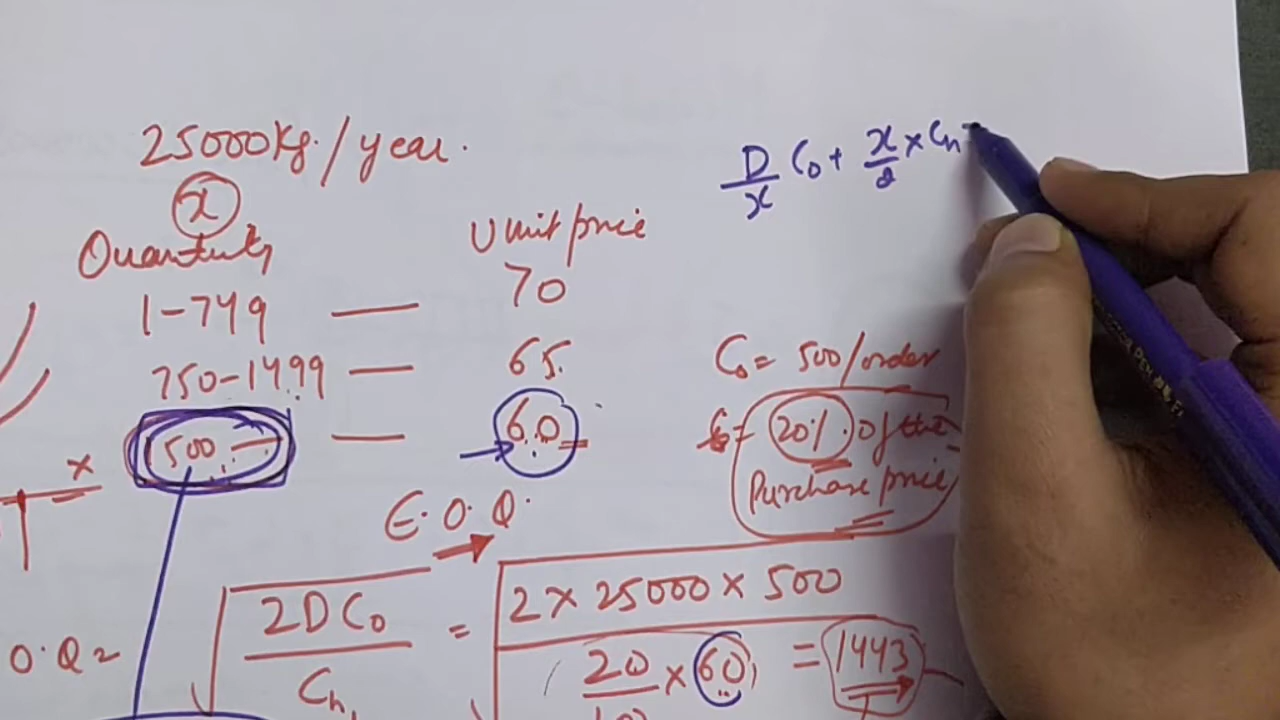 25000Kg./year.
D/x C₀ + x/2 × Cₕ
x
Quantity Unit price
1-749 — 70
750-1499 — 65.
1500 — 60
C₀ = 500/order
= 20% of the
Purchase price
x
E.O.Q.
O.Q =
√(2DC₀/Cₕ) = √(2 × 25000 × 500 / (20/10 × 60)) = 1443